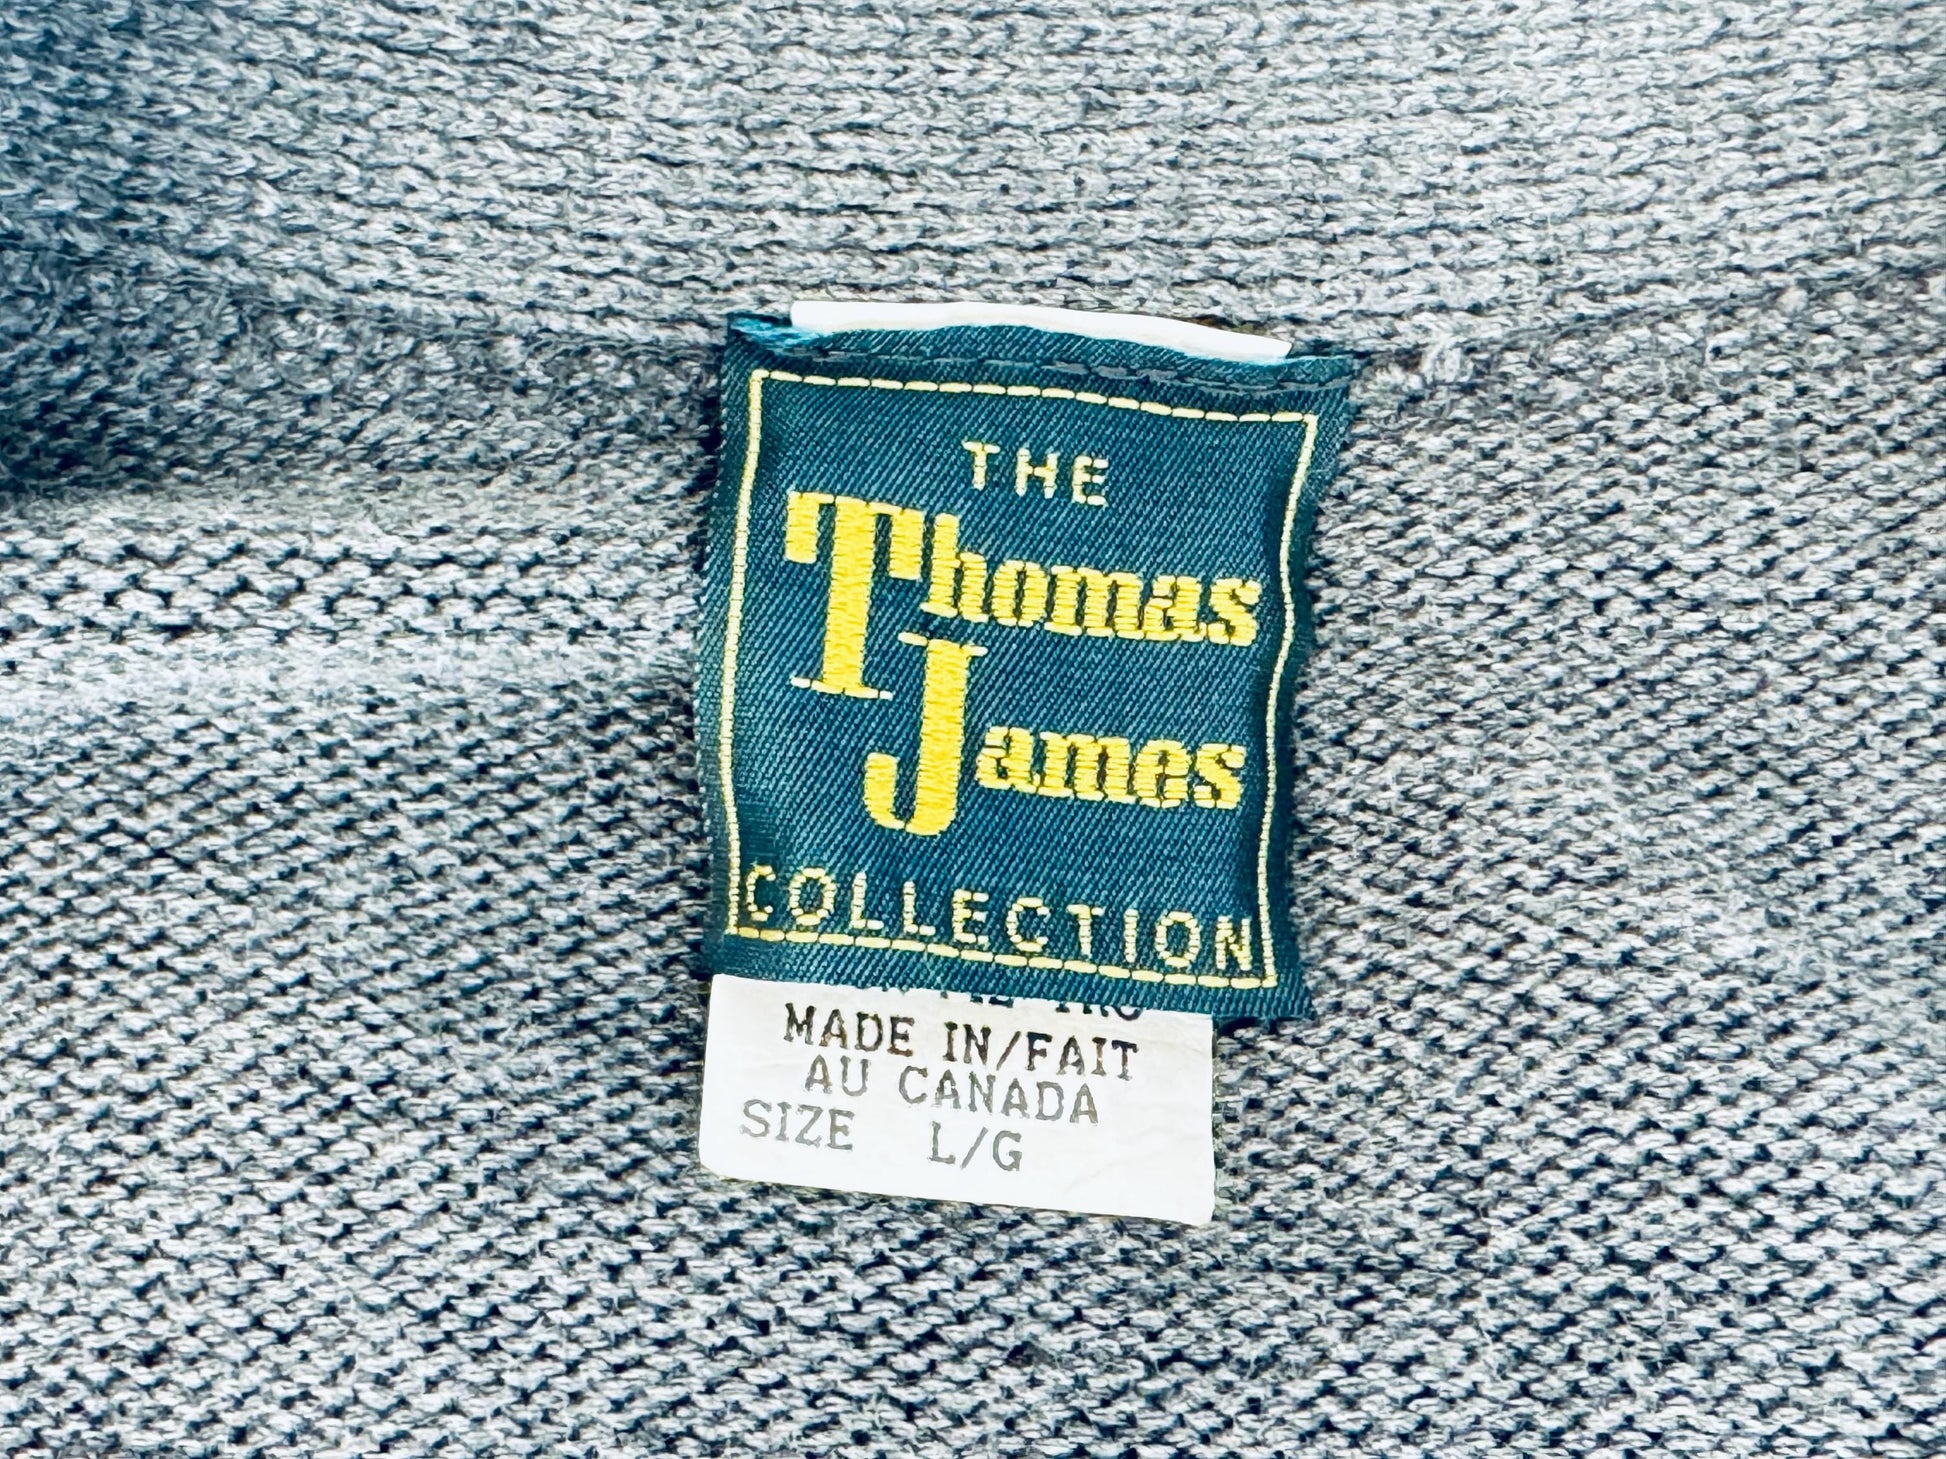 THE
Thomas
James
COLLECTION
MADE IN/FAIT
AU CANADA
SIZE L/G